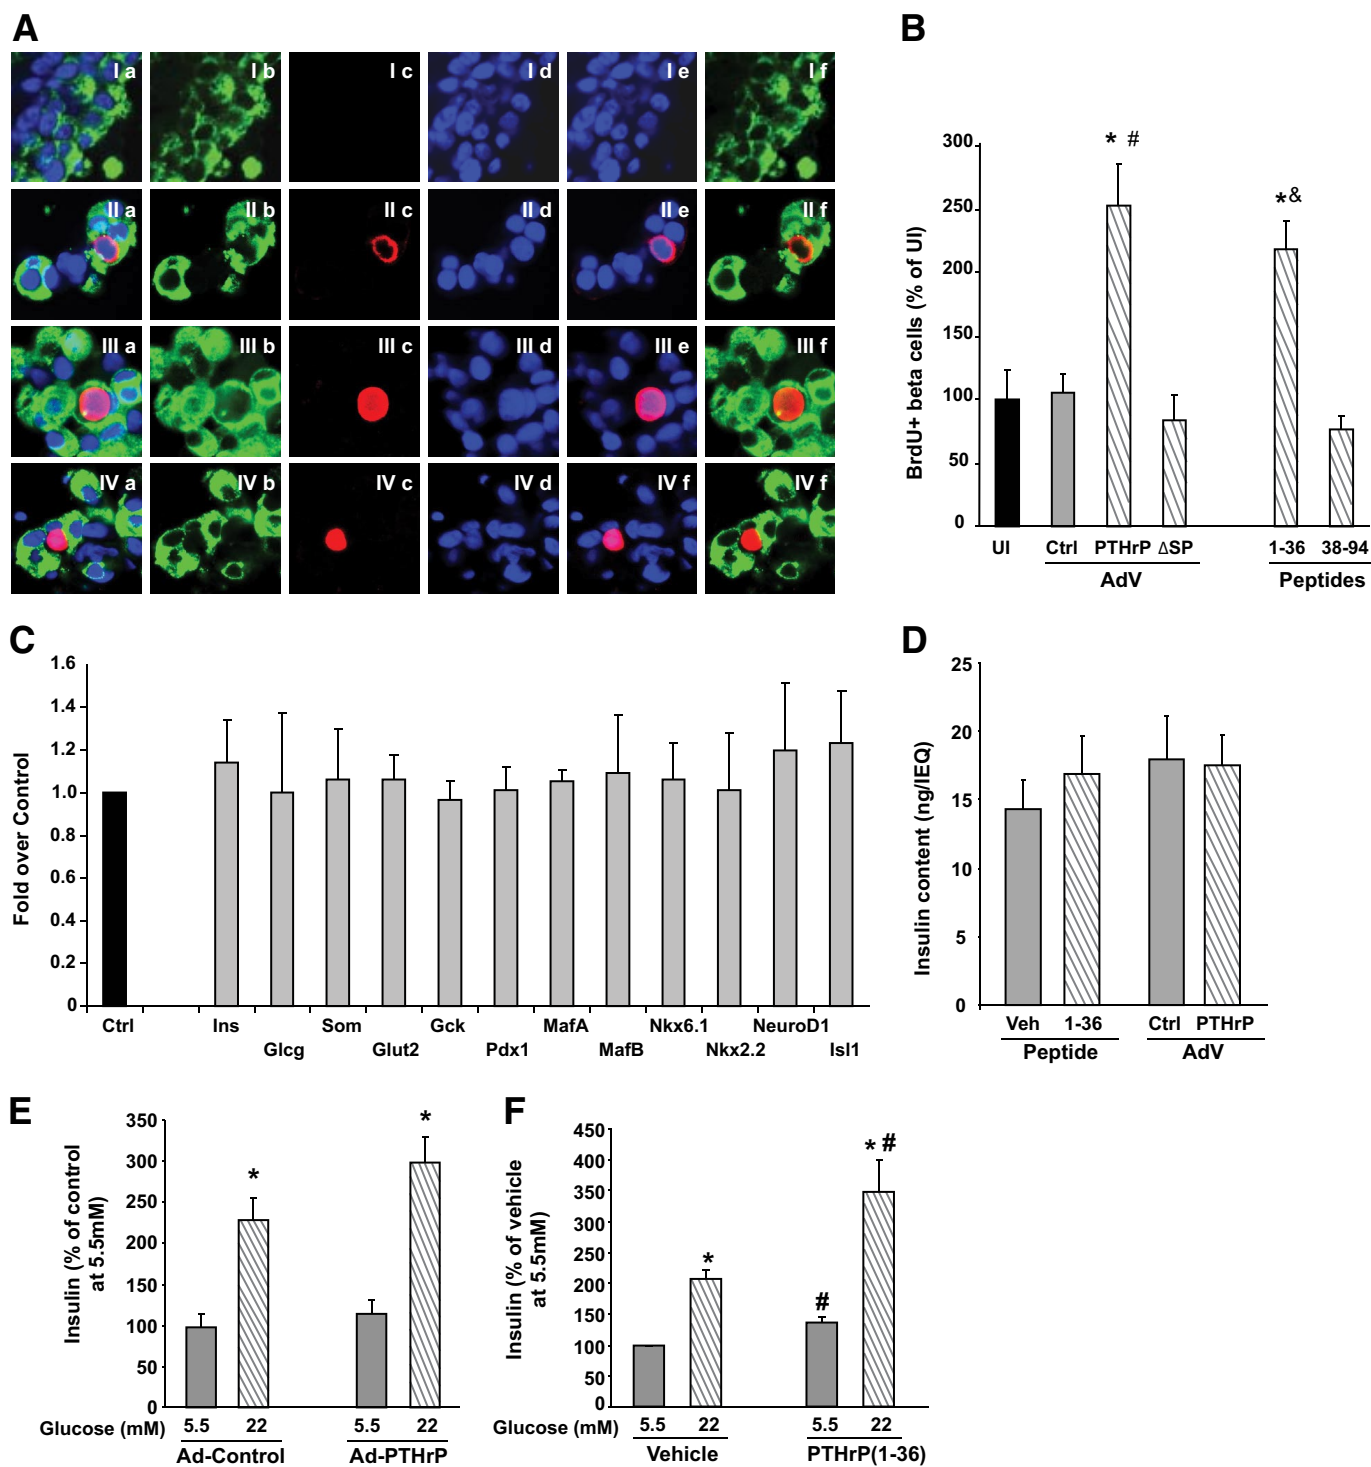 A
I a I b I c I d I e I f
II a II b II c II d II e II f
III a III b III c III d III e III f
IV a IV b IV c IV d IV f IV f
B
BrdU+ beta cells (% of UI)
300
250
200
150
100
50
0
* #
*&
UI Ctrl PTHrP ΔSP 1-36 38-94
AdV Peptides
C
Fold over Control
1.6
1.4
1.2
1.0
0.8
0.6
0.4
0.2
0
Ctrl Ins Som Gck MafA Nkx6.1 NeuroD1
Glcg Glut2 Pdx1 MafB Nkx2.2 Isl1
D
Insulin content (ng/IEQ)
25
20
15
10
5
0
Veh 1-36 Ctrl PTHrP
Peptide AdV
E
Insulin (% of control
at 5.5mM)
350
300
250
200
150
100
50
0
*
*
Glucose (mM) 5.5 22 5.5 22
Ad-Control Ad-PTHrP
F
Insulin (% of vehicle
at 5.5mM)
450
400
350
300
250
200
150
100
50
0
*
#
* #
Glucose (mM) 5.5 22 5.5 22
Vehicle PTHrP(1-36)